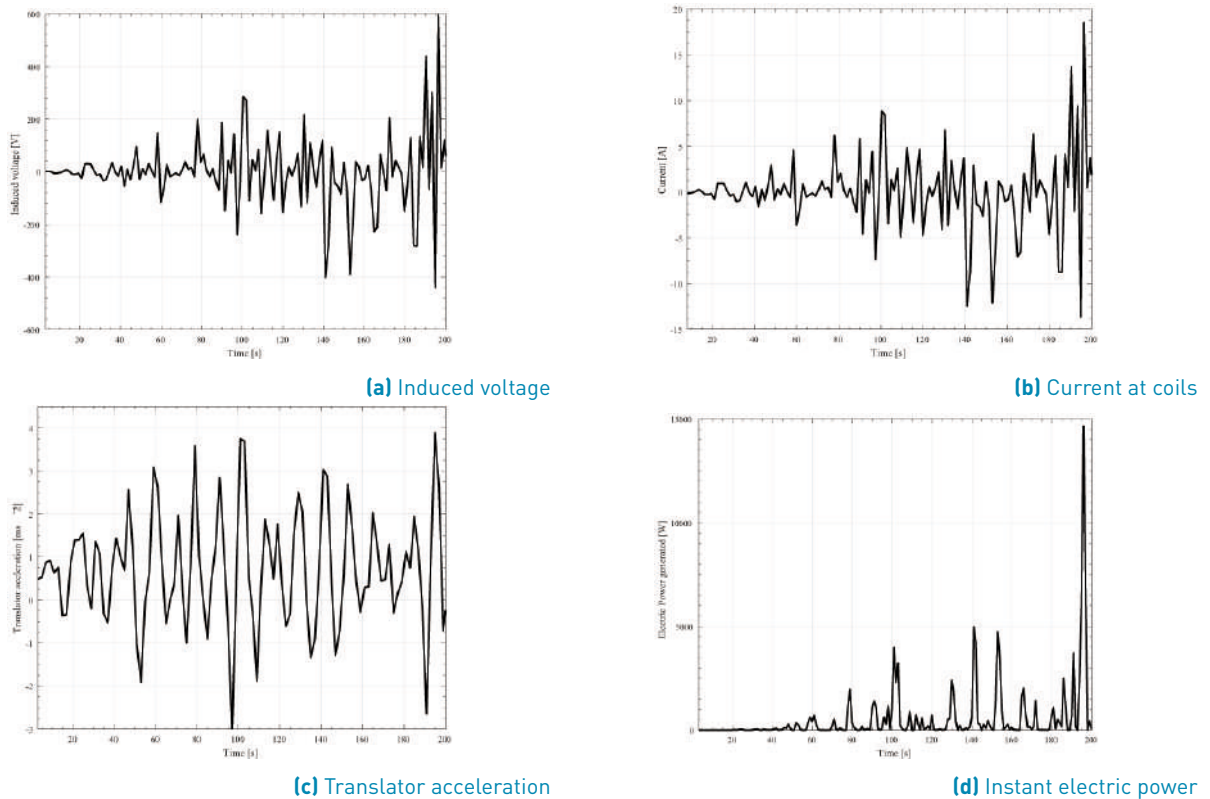 600
400
200
0
-200
-400
-600
Induced voltage [V]
20 40 60 80 100 120 140 160 180 200
Time [s]
(a) Induced voltage
20
15
10
5
0
-5
-10
-15
Current [A]
20 40 60 80 100 120 140 160 180 200
Time [s]
(b) Current at coils
4
3
2
1
0
-1
-2
-3
Translator acceleration [ms ⁻2]
20 40 60 80 100 120 140 160 180 200
Time [s]
(c) Translator acceleration
15000
10000
5000
0
Electric Power generated [W]
20 40 60 80 100 120 140 160 180 200
Time [s]
(d) Instant electric power